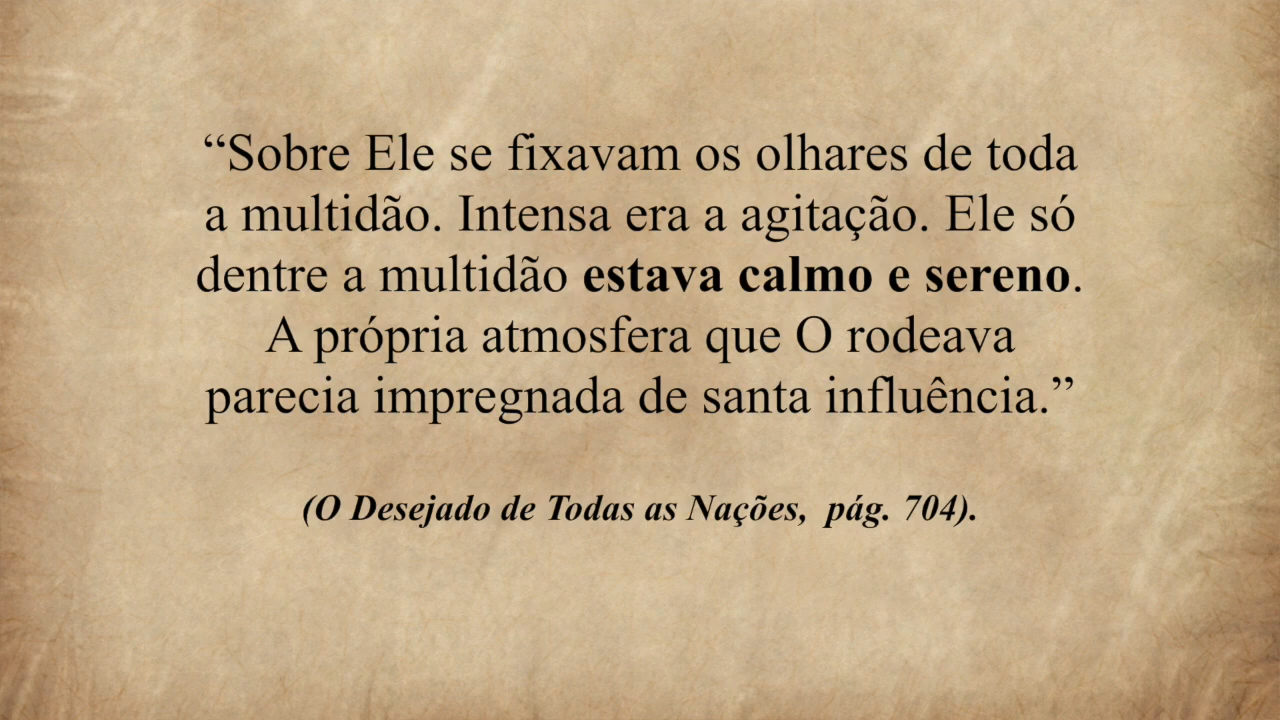 “Sobre Ele se fixavam os olhares de toda
a multidão. Intensa era a agitação. Ele só
dentre a multidão estava calmo e sereno.
A própria atmosfera que O rodeava
parecia impregnada de santa influência.”
(O Desejado de Todas as Nações, pág. 704).